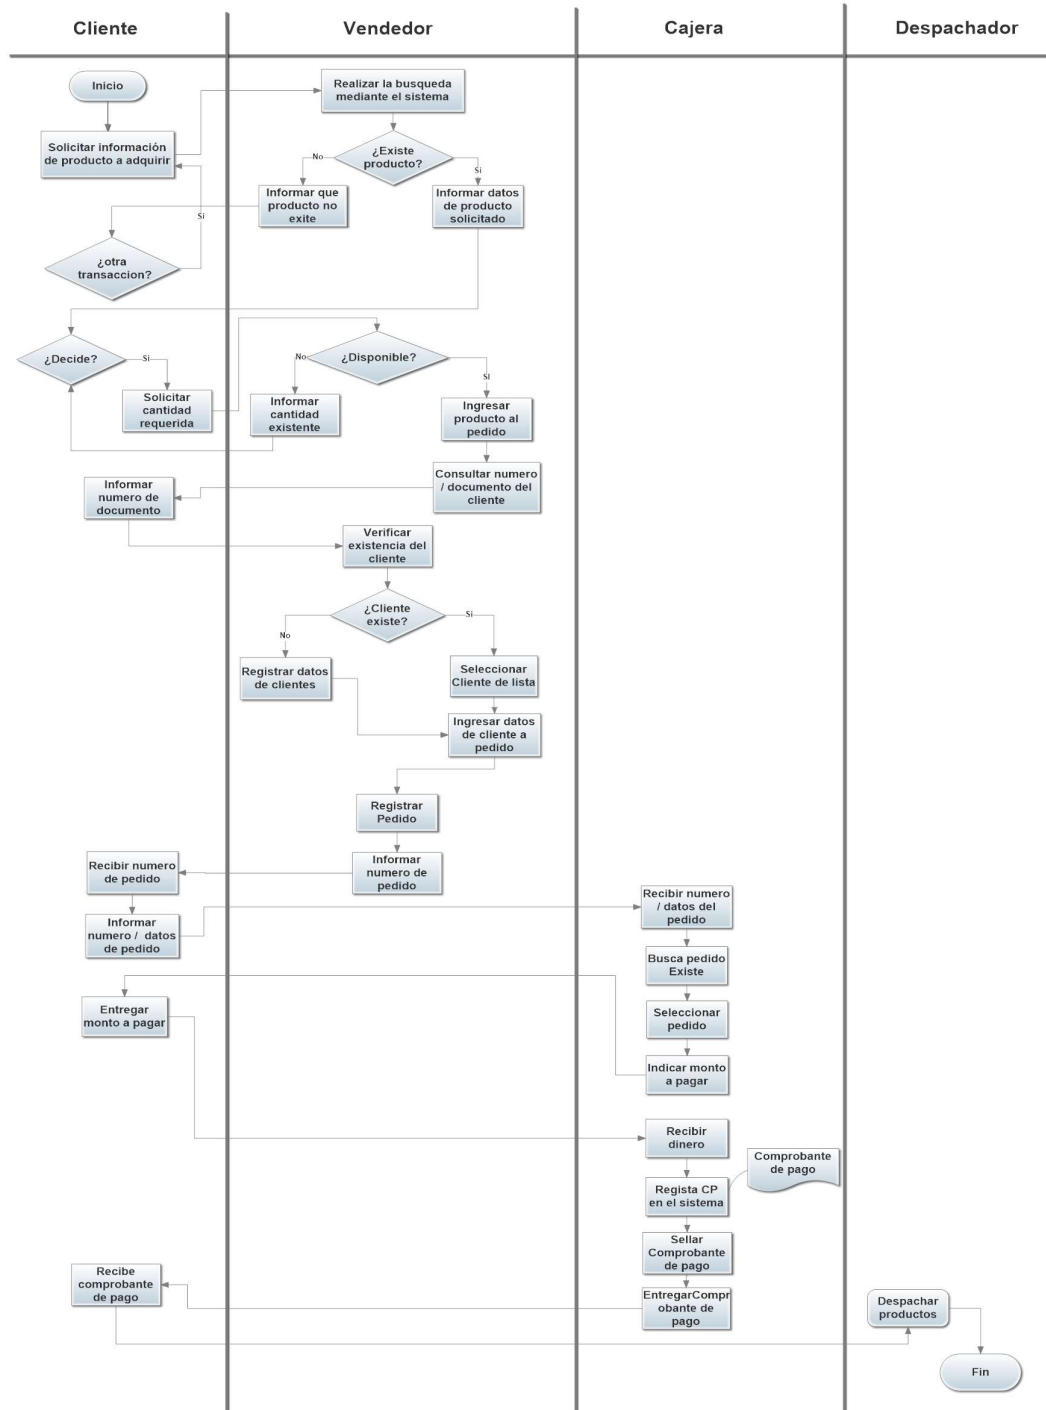 Cliente
Vendedor
Cajera
Despachador
Inicio
Realizar la busqueda
mediante el sistema
Solicitar información
de producto a adquirir
¿Existe
producto?
No
Si
Informar que
producto no
exite
Informar datos
de producto
solicitado
Si
¿otra
transaccion?
¿Decide?
Si
¿Disponible?
No
SI
Solicitar
cantidad
requerida
Informar
cantidad
existente
Ingresar
producto al
pedido
Consultar numero
/ documento del
cliente
Informar
numero de
documento
Verificar
existencia del
cliente
¿Cliente
existe?
No
Si
Registrar datos
de clientes
Seleccionar
Cliente de lista
Ingresar datos
de cliente a
pedido
Registrar
Pedido
Informar
numero de
pedido
Recibir numero
de pedido
Informar
numero / datos
de pedido
Recibir numero
/ datos del
pedido
Busca pedido
Existe
Seleccionar
pedido
Indicar monto
a pagar
Entregar
monto a pagar
Recibir
dinero
Comprobante
de pago
Regista CP
en el sistema
Sellar
Comprobante
de pago
EntregarCompr
obante de
pago
Recibe
comprobante
de pago
Despachar
productos
Fin